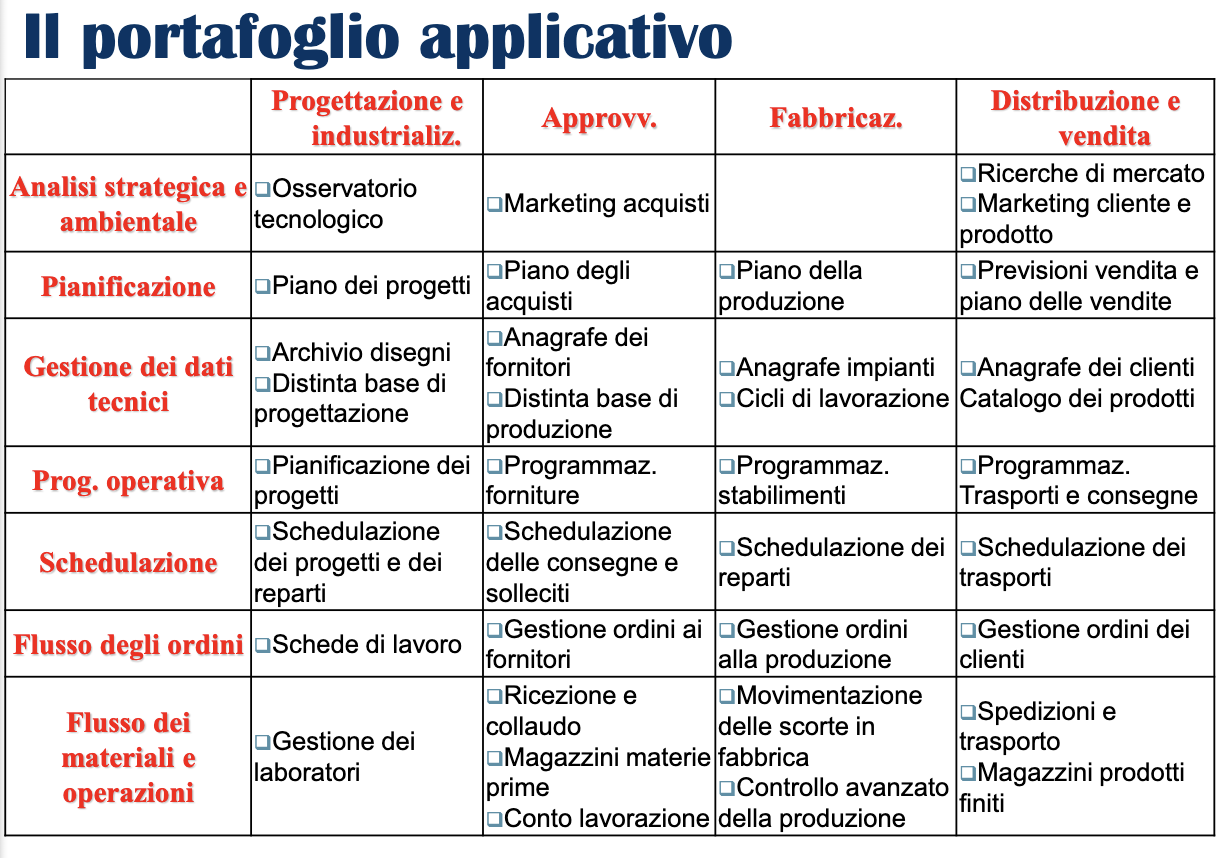 Il portafoglio applicativo
Progettazione e
industrializ.
Approvv.
Fabbricaz.
Distribuzione e
vendita
Analisi strategica e
ambientale
❑Osservatorio
tecnologico
❑Marketing acquisti
❑Ricerche di mercato
❑Marketing cliente e
prodotto
Pianificazione
❑Piano dei progetti
❑Piano degli
acquisti
❑Piano della
produzione
❑Previsioni vendita e
piano delle vendite
Gestione dei dati
tecnici
❑Archivio disegni
❑Distinta base di
progettazione
❑Anagrafe dei
fornitori
❑Distinta base di
produzione
❑Anagrafe impianti
❑Cicli di lavorazione
❑Anagrafe dei clienti
Catalogo dei prodotti
Prog. operativa
❑Pianificazione dei
progetti
❑Programmaz.
forniture
❑Programmaz.
stabilimenti
❑Programmaz.
Trasporti e consegne
Schedulazione
❑Schedulazione
dei progetti e dei
reparti
❑Schedulazione
delle consegne e
solleciti
❑Schedulazione dei
reparti
❑Schedulazione dei
trasporti
Flusso degli ordini
❑Schede di lavoro
❑Gestione ordini ai
fornitori
❑Gestione ordini
alla produzione
❑Gestione ordini dei
clienti
Flusso dei
materiali e
operazioni
❑Gestione dei
laboratori
❑Ricezione e
collaudo
❑Magazzini materie
prime
❑Conto lavorazione
❑Movimentazione
delle scorte in
fabbrica
❑Controllo avanzato
della produzione
❑Spedizioni e
trasporto
❑Magazzini prodotti
finiti